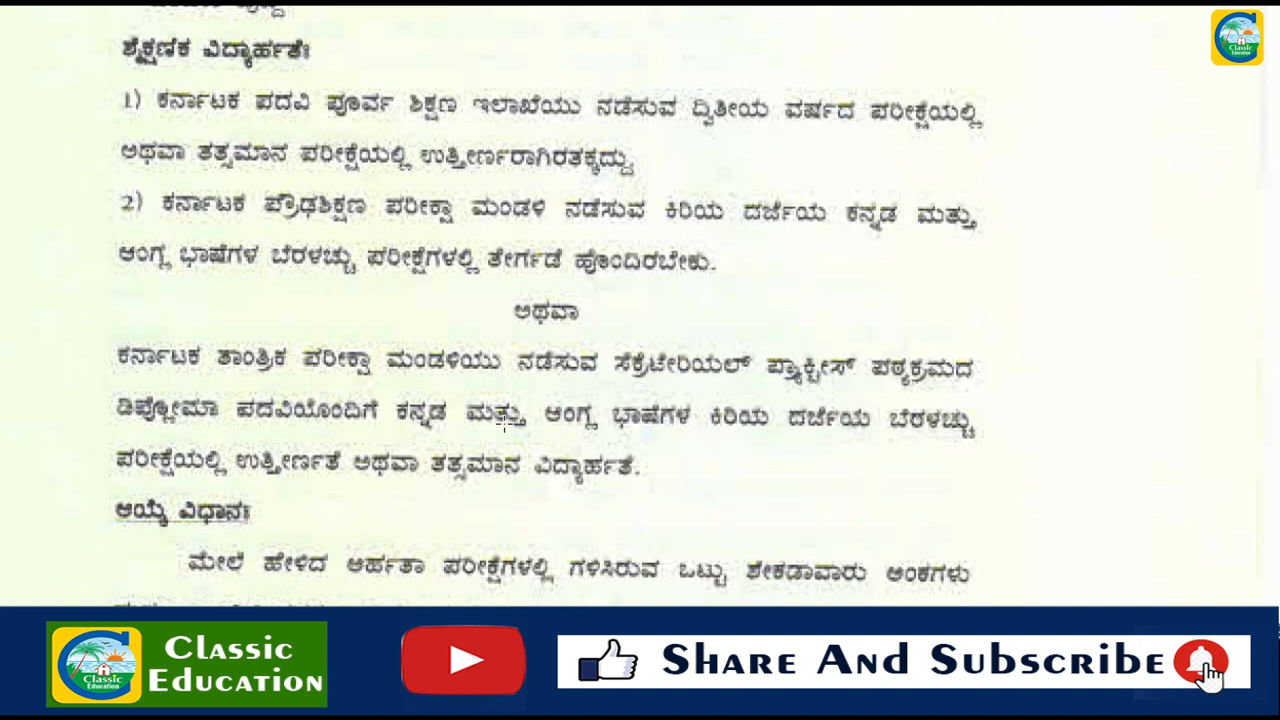 ಶೈಕ್ಷಣಿಕ ವಿದ್ಯಾರ್ಹತೆಃ
1) ಕರ್ನಾಟಕ ಪದವಿ ಪೂರ್ವ ಶಿಕ್ಷಣ ಇಲಾಖೆಯು ನಡೆಸುವ ದ್ವಿತೀಯ ವರ್ಷದ ಪರೀಕ್ಷೆಯಲ್ಲಿ
ಅಥವಾ ತತ್ಸಮಾನ ಪರೀಕ್ಷೆಯಲ್ಲಿ ಉತ್ತೀರ್ಣರಾಗಿರತಕ್ಕದ್ದು
2) ಕರ್ನಾಟಕ ಪ್ರೌಢಶಿಕ್ಷಣ ಪರೀಕ್ಷಾ ಮಂಡಳಿ ನಡೆಸುವ ಕಿರಿಯ ದರ್ಜೆಯ ಕನ್ನಡ ಮತ್ತು
ಆಂಗ್ಲ ಭಾಷೆಗಳ ಬೆರಳಚ್ಚು ಪರೀಕ್ಷೆಗಳಲ್ಲಿ ತೇರ್ಗಡೆ ಹೊಂದಿರಬೇಕು.
ಅಥವಾ
ಕರ್ನಾಟಕ ತಾಂತ್ರಿಕ ಪರೀಕ್ಷಾ ಮಂಡಳಿಯು ನಡೆಸುವ ಸೆಕ್ರೆಟೇರಿಯಲ್ ಪ್ರ್ಯಾಕ್ಟೀಸ್ ಪಠ್ಯಕ್ರಮದ
ಡಿಪ್ಲೋಮಾ ಪದವಿಯೊಂದಿಗೆ ಕನ್ನಡ ಮತ್ತು ಆಂಗ್ಲ ಭಾಷೆಗಳ ಕಿರಿಯ ದರ್ಜೆಯ ಬೆರಳಚ್ಚು
ಪರೀಕ್ಷೆಯಲ್ಲಿ ಉತ್ತೀರ್ಣತೆ ಅಥವಾ ತತ್ಸಮಾನ ವಿದ್ಯಾರ್ಹತೆ.
ಆಯ್ಕೆ ವಿಧಾನಃ
ಮೇಲೆ ಹೇಳಿದ ಅರ್ಹತಾ ಪರೀಕ್ಷೆಗಳಲ್ಲಿ ಗಳಿಸಿರುವ ಒಟ್ಟು ಶೇಕಡಾವಾರು ಅಂಕಗಳು
Classic Education
Classic
Education
Classic
Education
Share And Subscribe